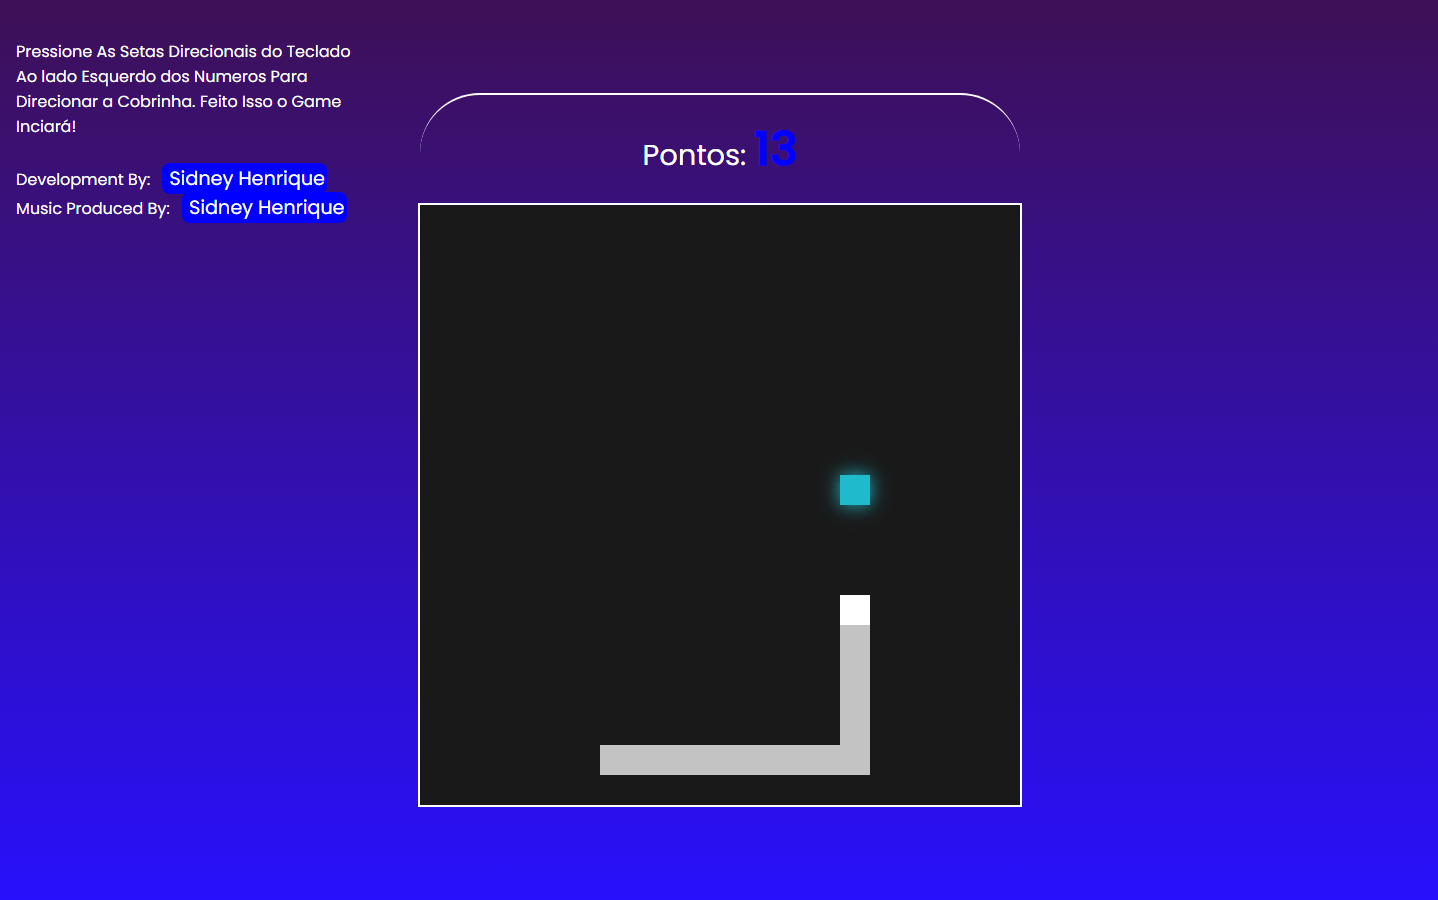 Pressione As Setas Direcionais do Teclado
Ao lado Esquerdo dos Numeros Para
Direcionar a Cobrinha. Feito Isso o Game
Inciará!
Development By: Sidney Henrique
Music Produced By: Sidney Henrique
Pontos: 13